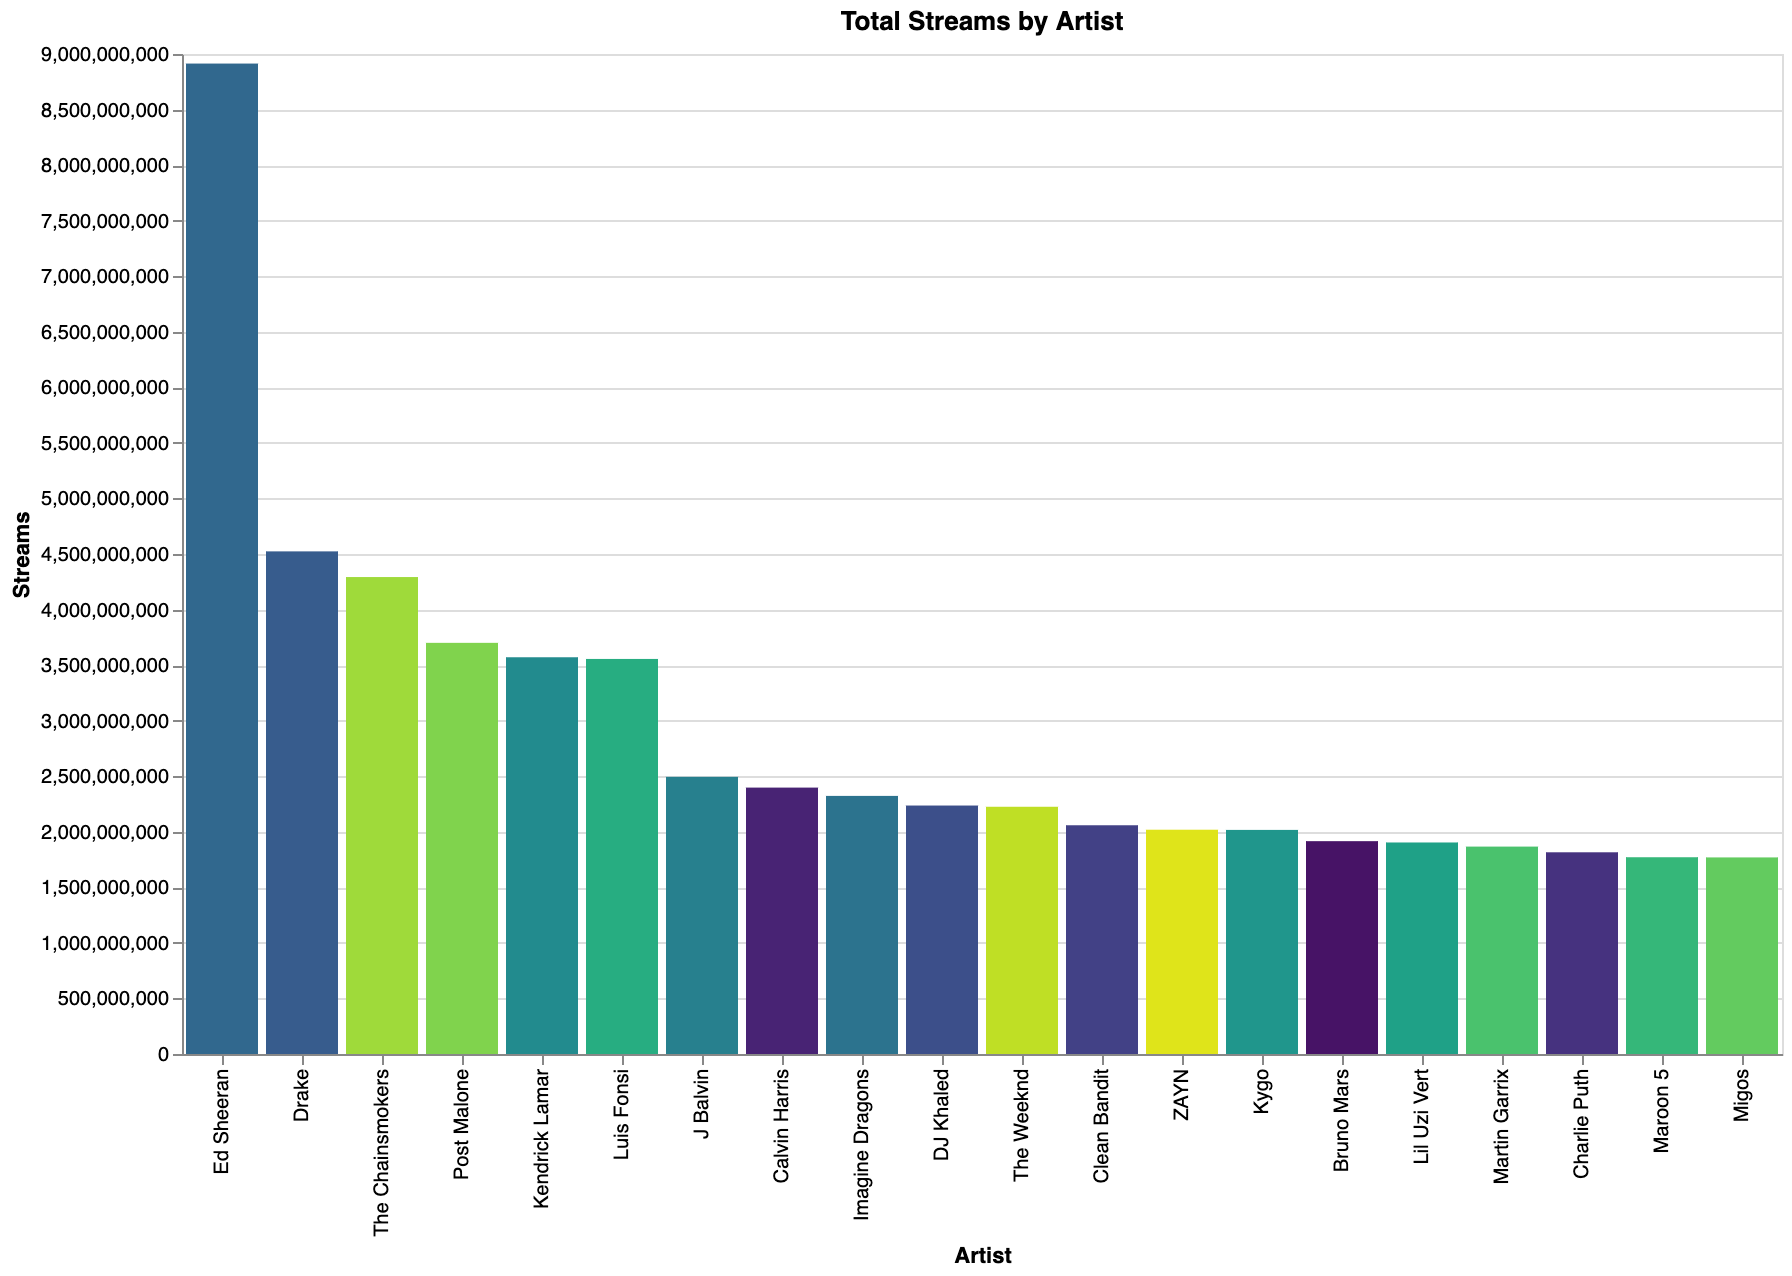 Total Streams by Artist
9,000,000,000
8,500,000,000
8,000,000,000
7,500,000,000
7,000,000,000
6,500,000,000
6,000,000,000
5,500,000,000
5,000,000,000
4,500,000,000
4,000,000,000
3,500,000,000
3,000,000,000
2,500,000,000
2,000,000,000
1,500,000,000
1,000,000,000
500,000,000
0
Streams
Ed Sheeran
Drake
The Chainsmokers
Post Malone
Kendrick Lamar
Luis Fonsi
J Balvin
Calvin Harris
Imagine Dragons
DJ Khaled
The Weeknd
Clean Bandit
ZAYN
Kygo
Bruno Mars
Lil Uzi Vert
Martin Garrix
Charlie Puth
Maroon 5
Migos
Artist